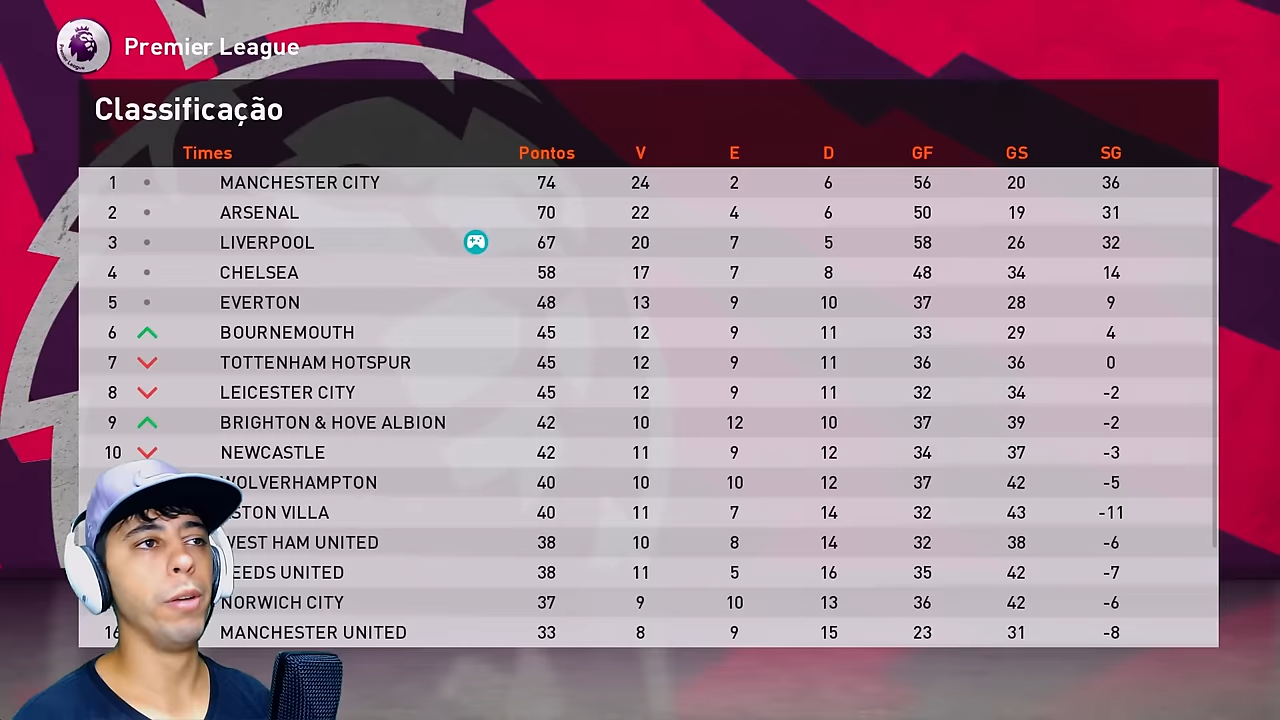 Premier League
Classificação
Times Pontos V E D GF GS SG
1 MANCHESTER CITY 74 24 2 6 56 20 36
2 ARSENAL 70 22 4 6 50 19 31
3 LIVERPOOL 67 20 7 5 58 26 32
4 CHELSEA 58 17 7 8 48 34 14
5 EVERTON 48 13 9 10 37 28 9
6 BOURNEMOUTH 45 12 9 11 33 29 4
7 TOTTENHAM HOTSPUR 45 12 9 11 36 36 0
8 LEICESTER CITY 45 12 9 11 32 34 -2
9 BRIGHTON & HOVE ALBION 42 10 12 10 37 39 -2
10 NEWCASTLE 42 11 9 12 34 37 -3
WOLVERHAMPTON 40 10 10 12 37 42 -5
STON VILLA 40 11 7 14 32 43 -11
WEST HAM UNITED 38 10 8 14 32 38 -6
EEDS UNITED 38 11 5 16 35 42 -7
NORWICH CITY 37 9 10 13 36 42 -6
16 MANCHESTER UNITED 33 8 9 15 23 31 -8